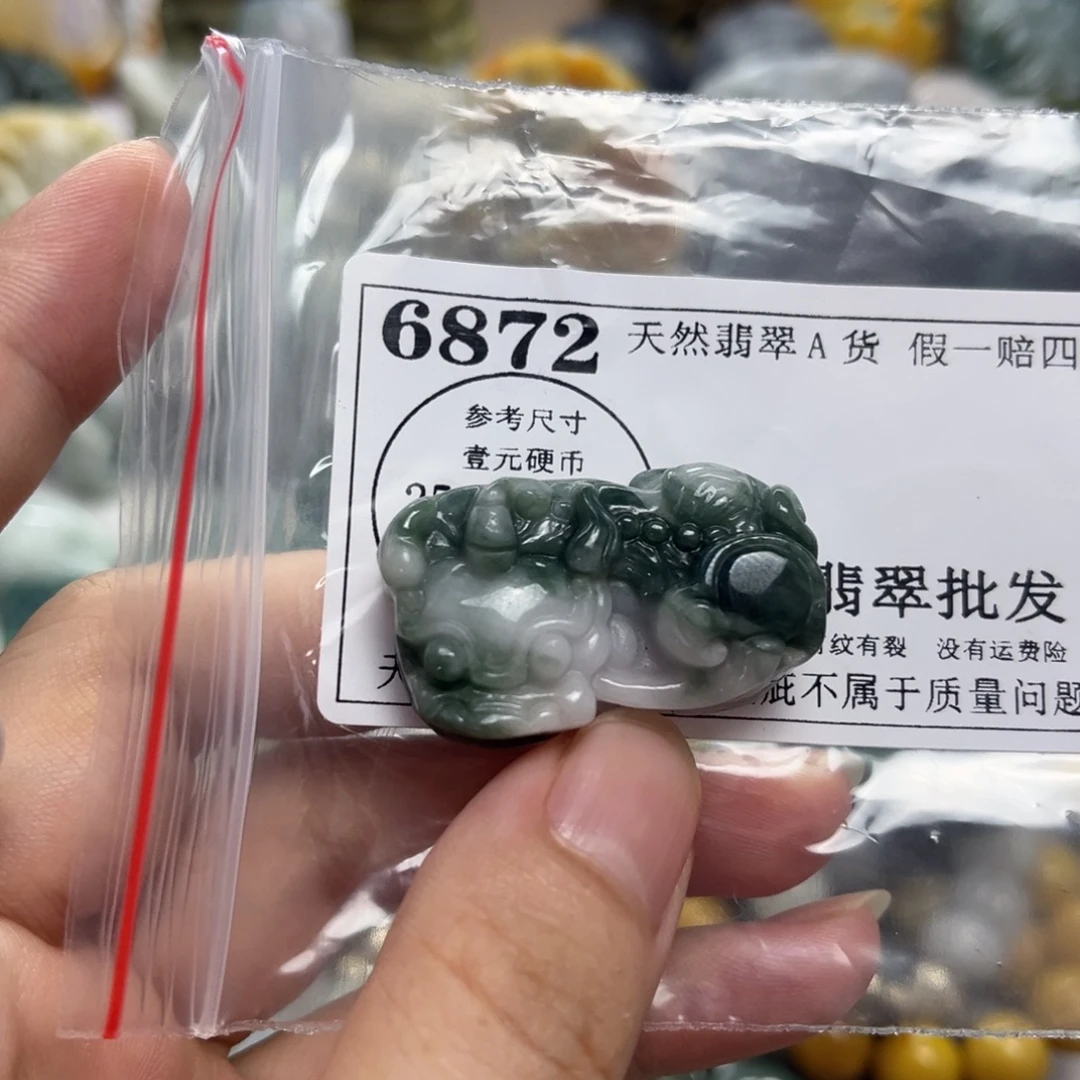 6872 天然翡翠A货 假一赔四
参考尺寸
壹元硬币
25
翡翠批发
纹有裂 没有运费险
疵不属于质量问题